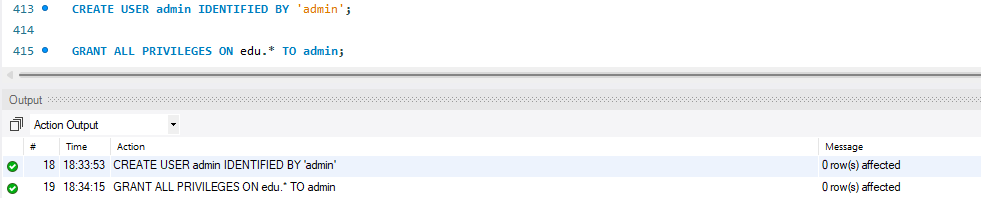 413 CREATE USER admin IDENTIFIED BY 'admin';
414
415 GRANT ALL PRIVILEGES ON edu.* TO admin;
Output
Action Output
# Time Action Message
18 18:33:53 CREATE USER admin IDENTIFIED BY 'admin' 0 row(s) affected
19 18:34:15 GRANT ALL PRIVILEGES ON edu.* TO admin 0 row(s) affected